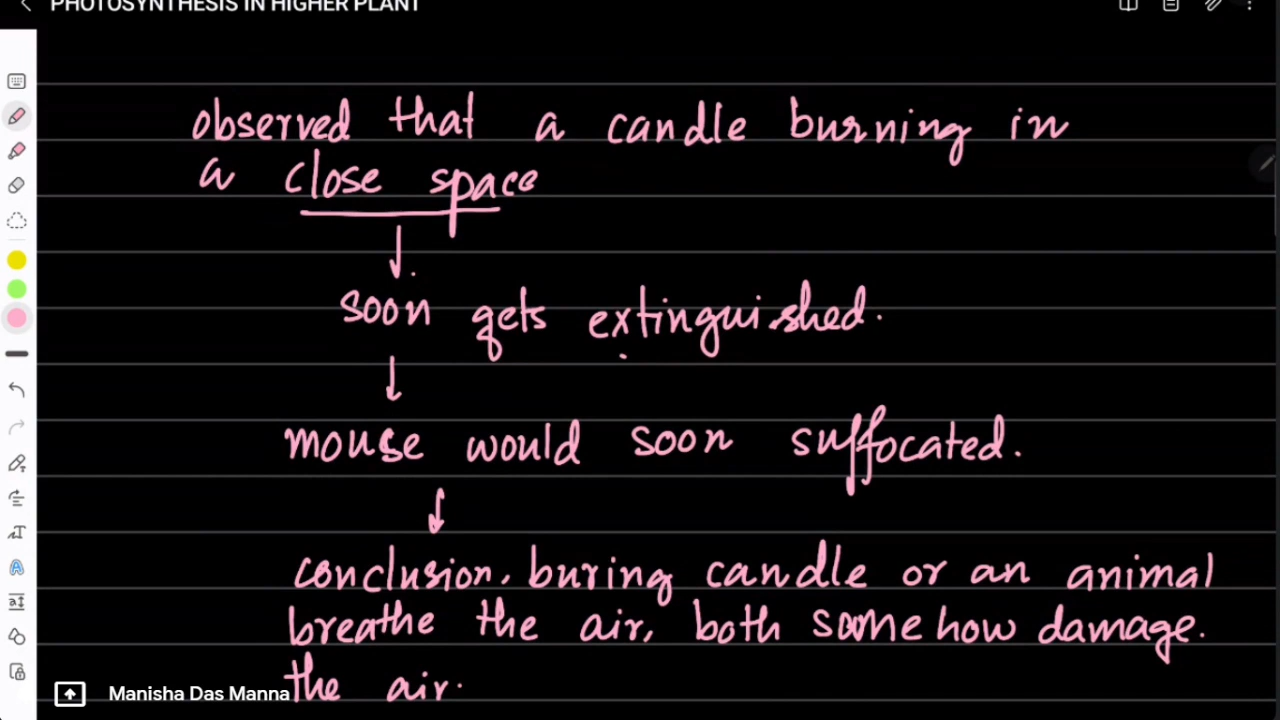 PHOTOSYNTHESIS IN HIGHER PLANT
observed that a candle burning in
a close space
soon gets extinguished.
mouse would soon suffocated.
conclusion, buring candle or an animal
breathe the air, both somehow damage.
the air.
Manisha Das Manna